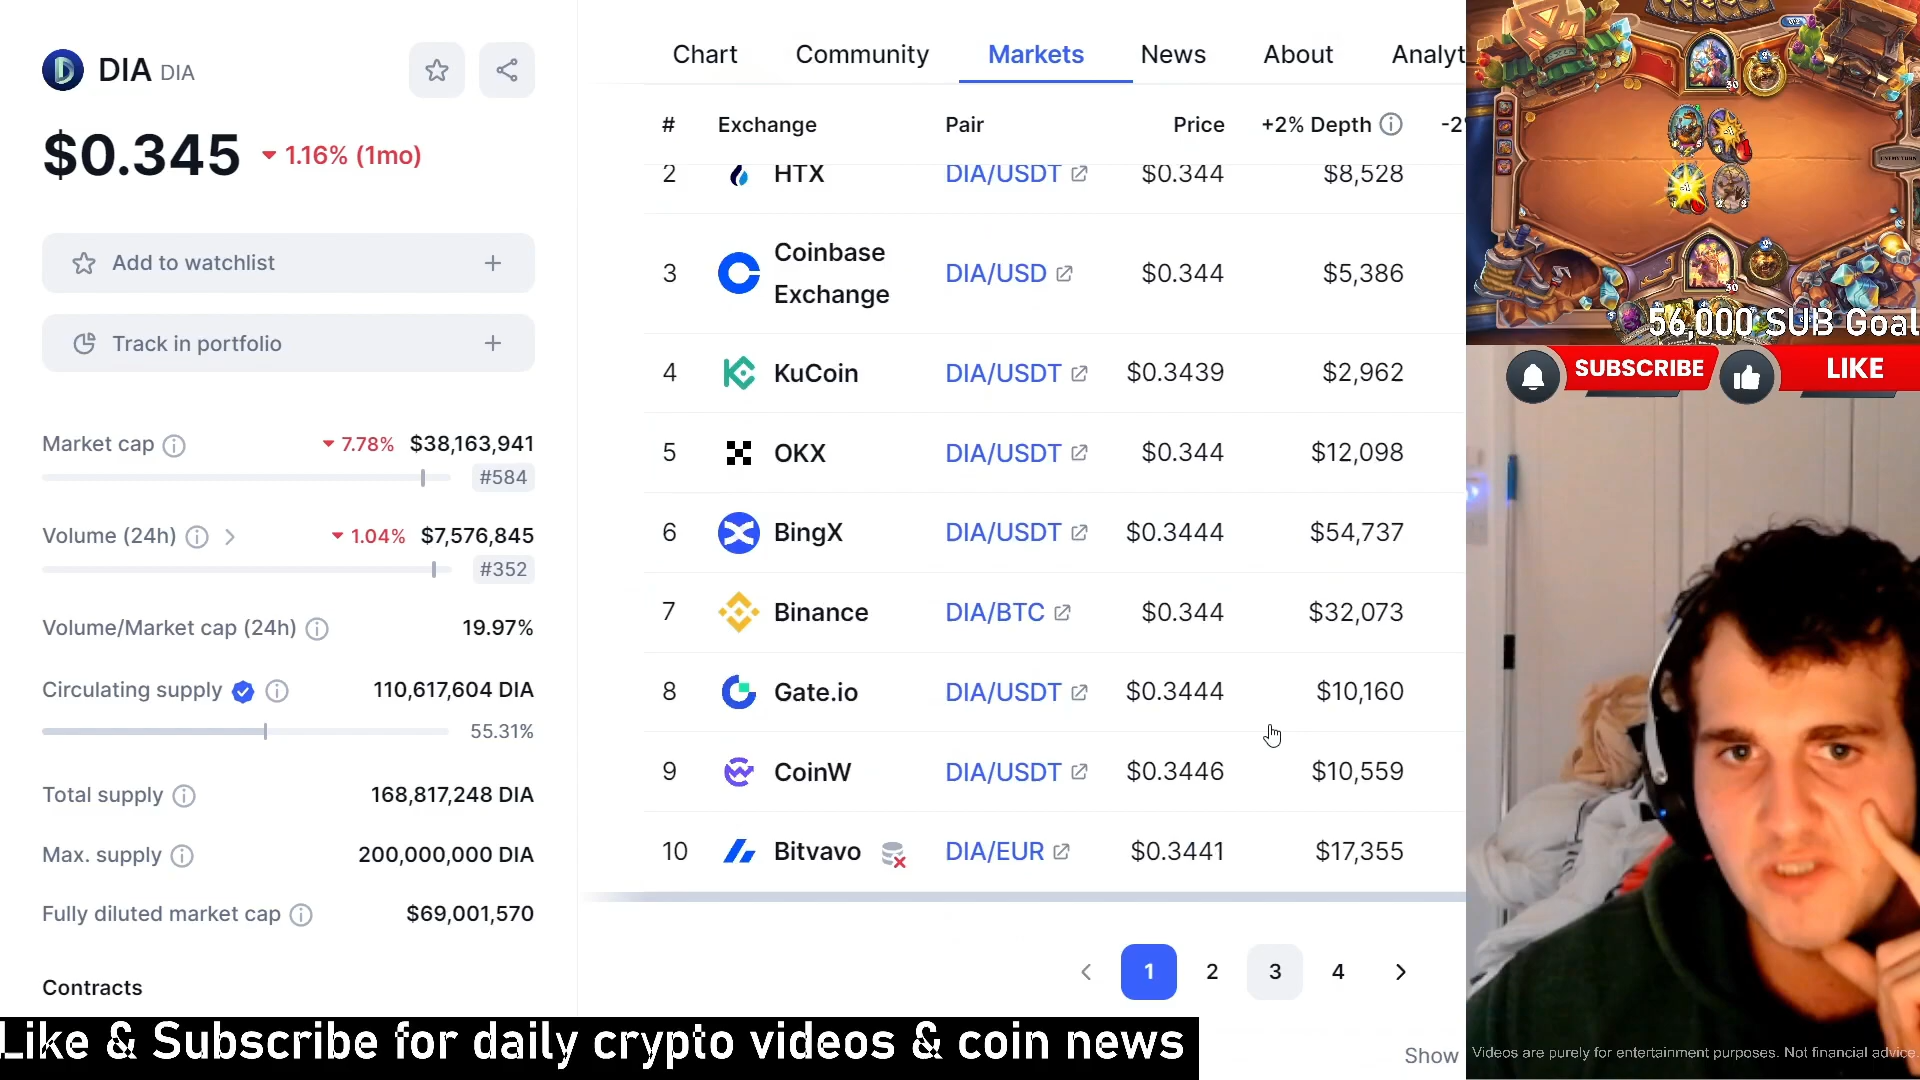 DIA DIA
$0.345 1.16% (1mo)
Add to watchlist
Track in portfolio
Market cap 7.78% $38,163,941
#584
Volume (24h) 1.04% $7,576,845
#352
Volume/Market cap (24h) 19.97%
Circulating supply 110,617,604 DIA
55.31%
Total supply 168,817,248 DIA
Max. supply 200,000,000 DIA
Fully diluted market cap $69,001,570
Contracts
Chart Community Markets News About Analyt
# Exchange Pair Price +2% Depth -2
2 HTX DIA/USDT $0.344 $8,528
3 Coinbase Exchange DIA/USD $0.344 $5,386
4 KuCoin DIA/USDT $0.3439 $2,962
5 OKX DIA/USDT $0.344 $12,098
6 BingX DIA/USDT $0.3444 $54,737
7 Binance DIA/BTC $0.344 $32,073
8 Gate.io DIA/USDT $0.3444 $10,160
9 CoinW DIA/USDT $0.3446 $10,559
10 Bitvavo DIA/EUR $0.3441 $17,355
1 2 3 4
Show
30
ENEMY TURN
30
56,000 SUB Goal
SUBSCRIBE LIKE
Like & Subscribe for daily crypto videos & coin news
Videos are purely for entertainment purposes. Not financial advice.